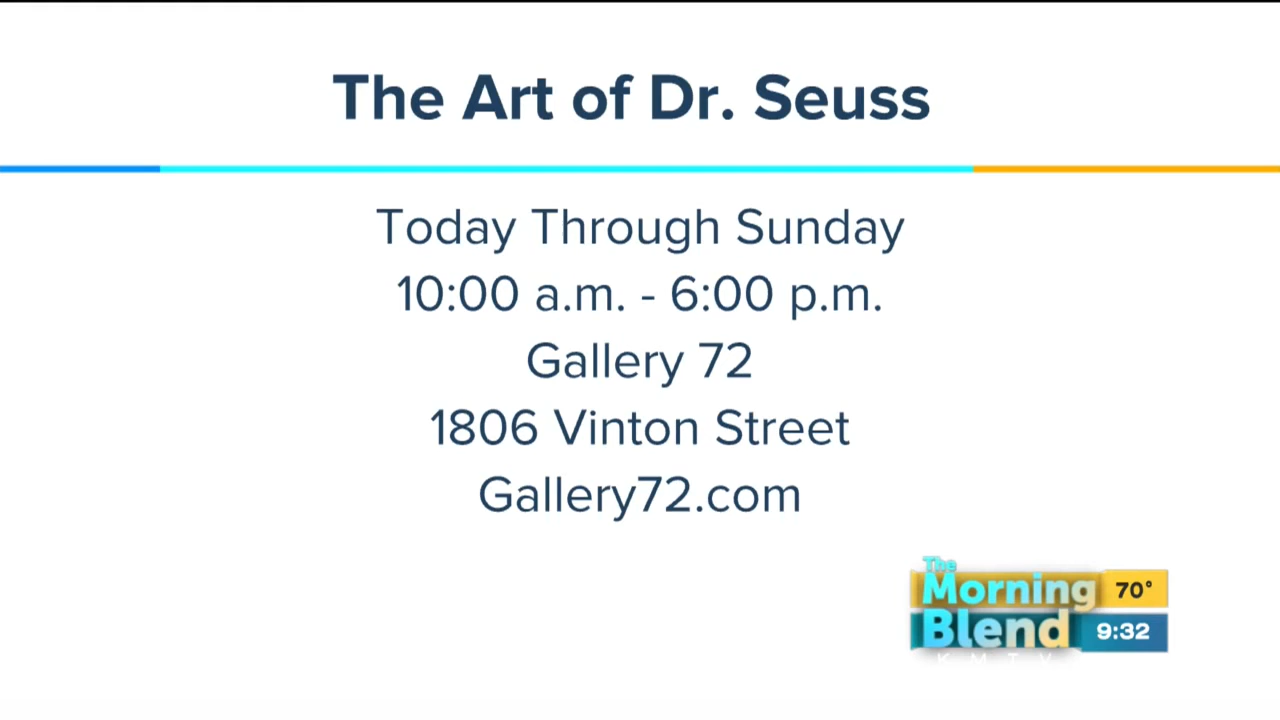 The Art of Dr. Seuss
Today Through Sunday
10:00 a.m. - 6:00 p.m.
Gallery 72
1806 Vinton Street
Gallery72.com
The
Morning
70°
Blend
9:32
KMTV